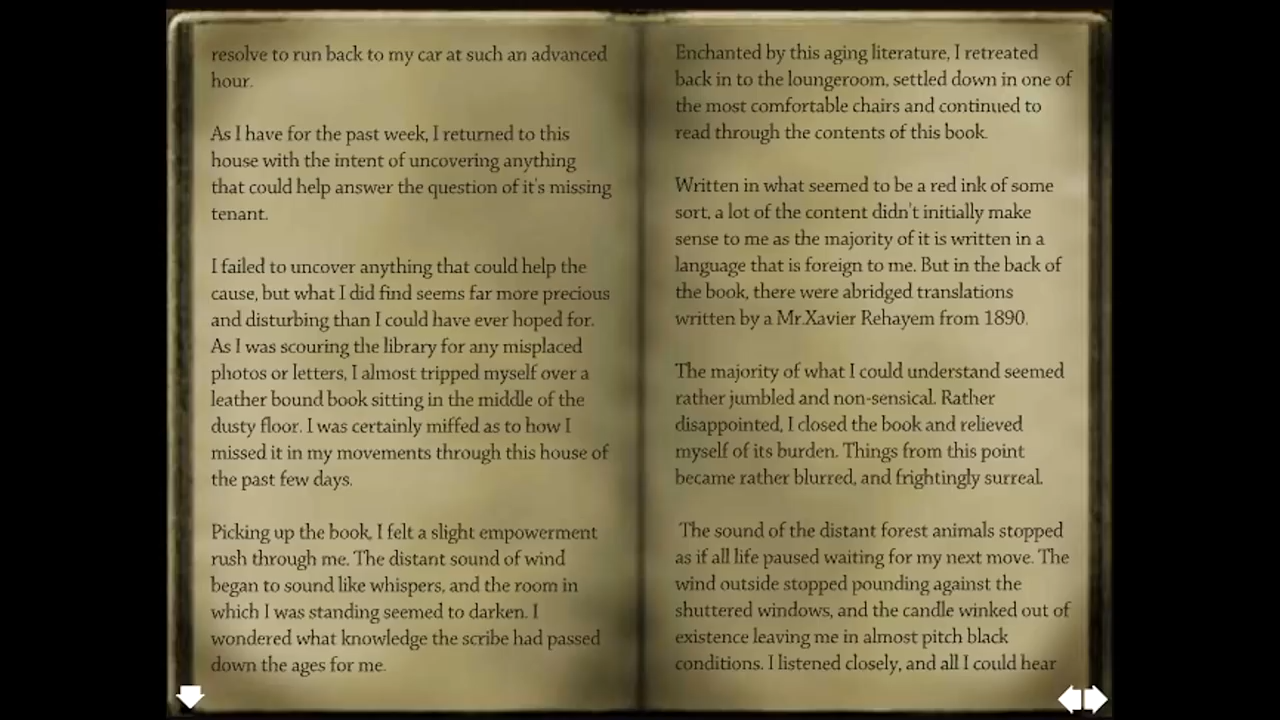 resolve to run back to my car at such an advanced
hour.
As I have for the past week, I returned to this
house with the intent of uncovering anything
that could help answer the question of it's missing
tenant.
I failed to uncover anything that could help the
cause, but what I did find seems far more precious
and disturbing than I could have ever hoped for.
As I was scouring the library for any misplaced
photos or letters, I almost tripped myself over a
leather bound book sitting in the middle of the
dusty floor. I was certainly miffed as to how I
missed it in my movements through this house of
the past few days.
Picking up the book, I felt a slight empowerment
rush through me. The distant sound of wind
began to sound like whispers, and the room in
which I was standing seemed to darken. I
wondered what knowledge the scribe had passed
down the ages for me.
Enchanted by this aging literature, I retreated
back in to the loungeroom, settled down in one of
the most comfortable chairs and continued to
read through the contents of this book.
Written in what seemed to be a red ink of some
sort, a lot of the content didn't initially make
sense to me as the majority of it is written in a
language that is foreign to me. But in the back of
the book, there were abridged translations
written by a Mr.Xavier Rehayem from 1890.
The majority of what I could understand seemed
rather jumbled and non-sensical. Rather
disappointed, I closed the book and relieved
myself of its burden. Things from this point
became rather blurred, and frightingly surreal.
The sound of the distant forest animals stopped
as if all life paused waiting for my next move. The
wind outside stopped pounding against the
shuttered windows, and the candle winked out of
existence leaving me in almost pitch black
conditions. I listened closely, and all I could hear